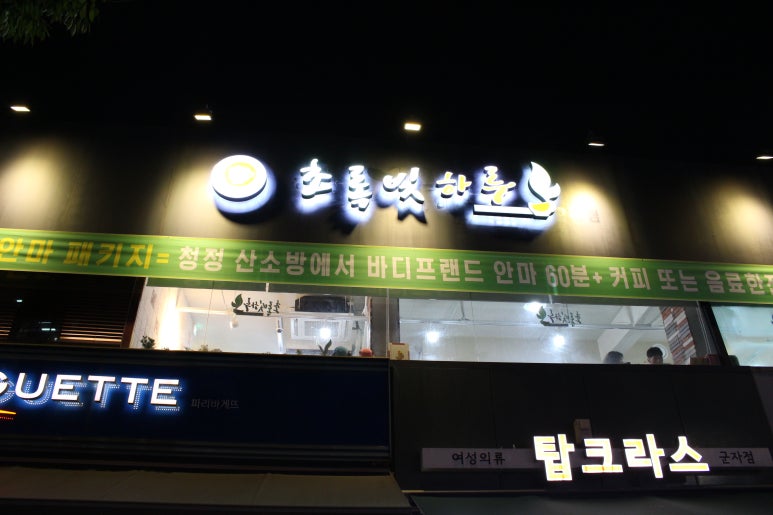 초록빛하루
안마 패키지= 청정 산소방에서 바디프랜드 안마 60분+ 커피 또는 음료한
GUETTE 파리바게뜨
여성의류 탑크라스 군자점